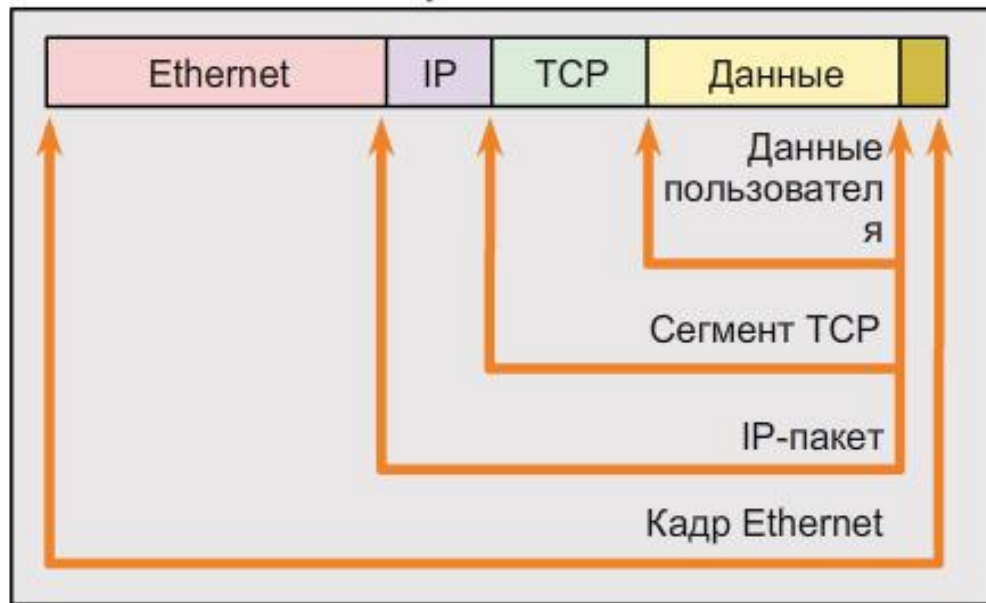 Ethernet IP TCP Данные
Данные
пользовател
я
Сегмент TCP
IP-пакет
Кадр Ethernet